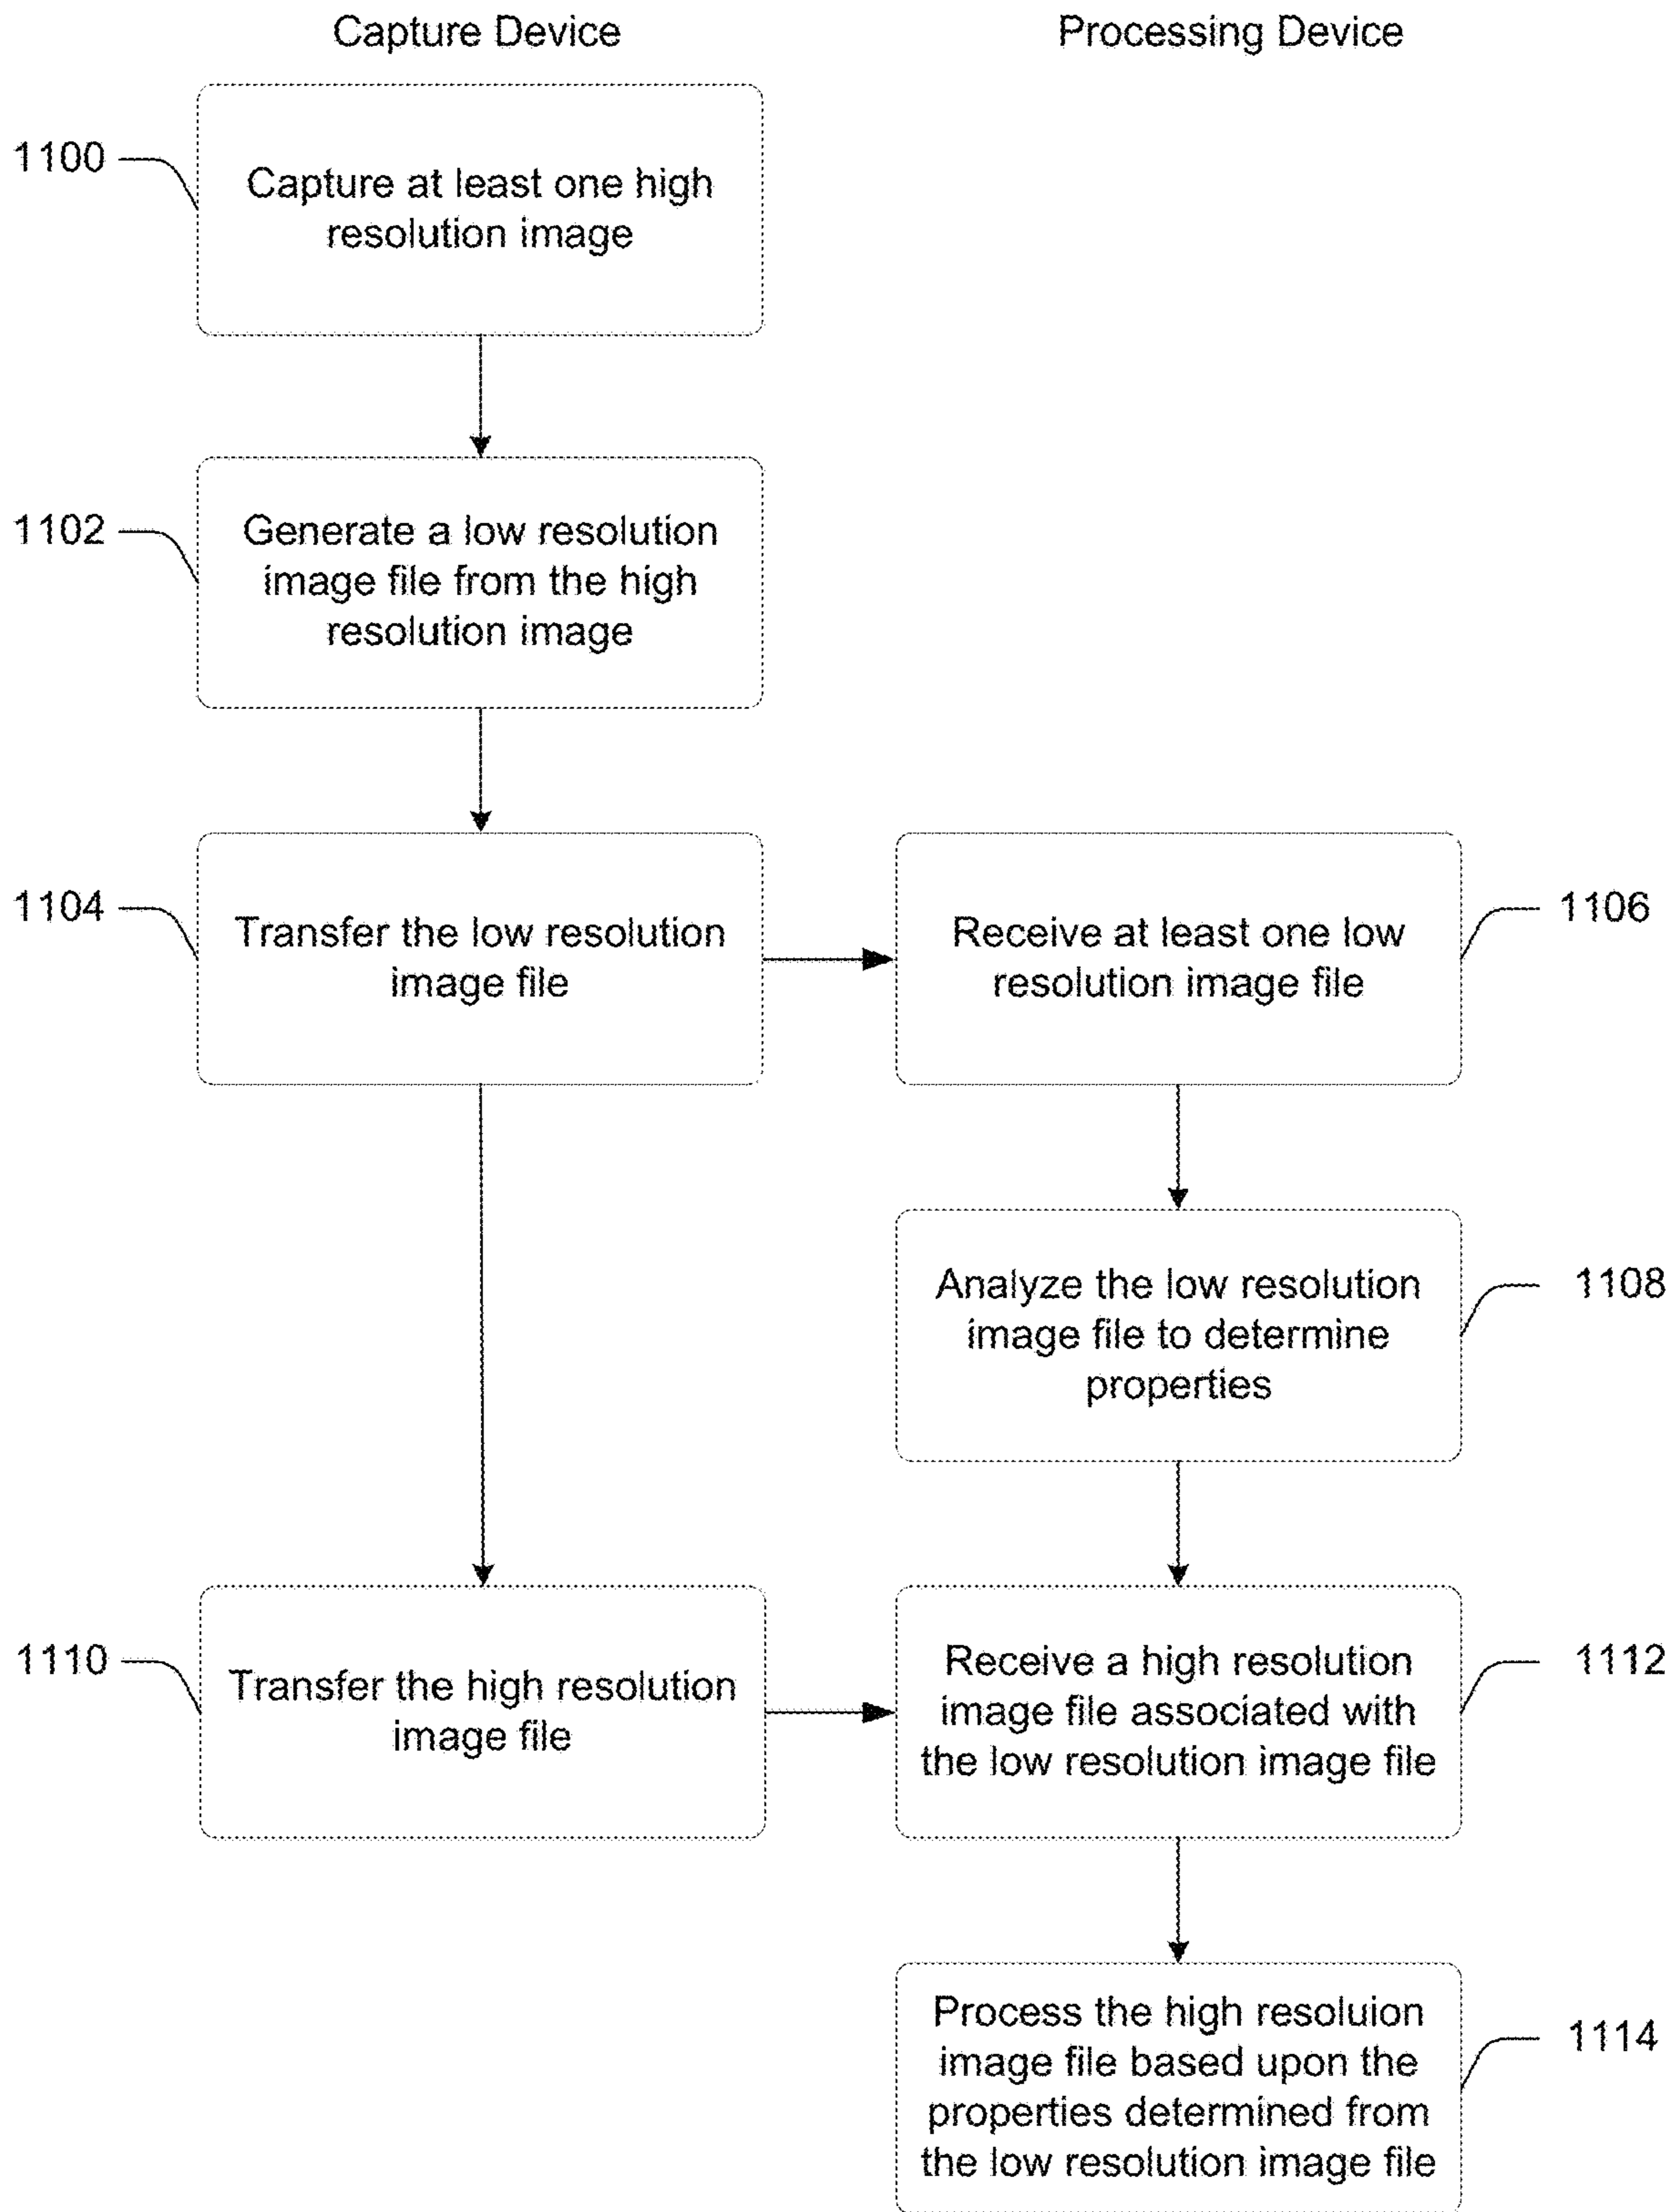 Capture Device
Processing Device
1100
Capture at least one high
resolution image
1102
Generate a low resolution
image file from the high
resolution image
1104
Transfer the low resolution
image file
1106
Receive at least one low
resolution image file
1108
Analyze the low resolution
image file to determine
properties
1110
Transfer the high resolution
image file
1112
Receive a high resolution
image file associated with
the low resolution image file
1114
Process the high resoluion
image file based upon the
properties determined from
the low resolution image file